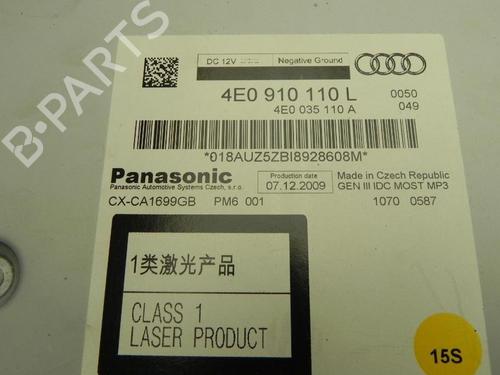 DC 12V Negative Ground
4E0 910 110 L 0050
4E0 035 110 A 049
*018AUZ5ZBI8928608M*
Panasonic Production date Made in Czech Republic
Panasonic Automotive Systems Czech, s.r.o. 07.12.2009 GEN III IDC MOST MP3
CX-CA1699GB PM6 001 1070 0587
1类激光产品
CLASS 1
LASER PRODUCT
15S